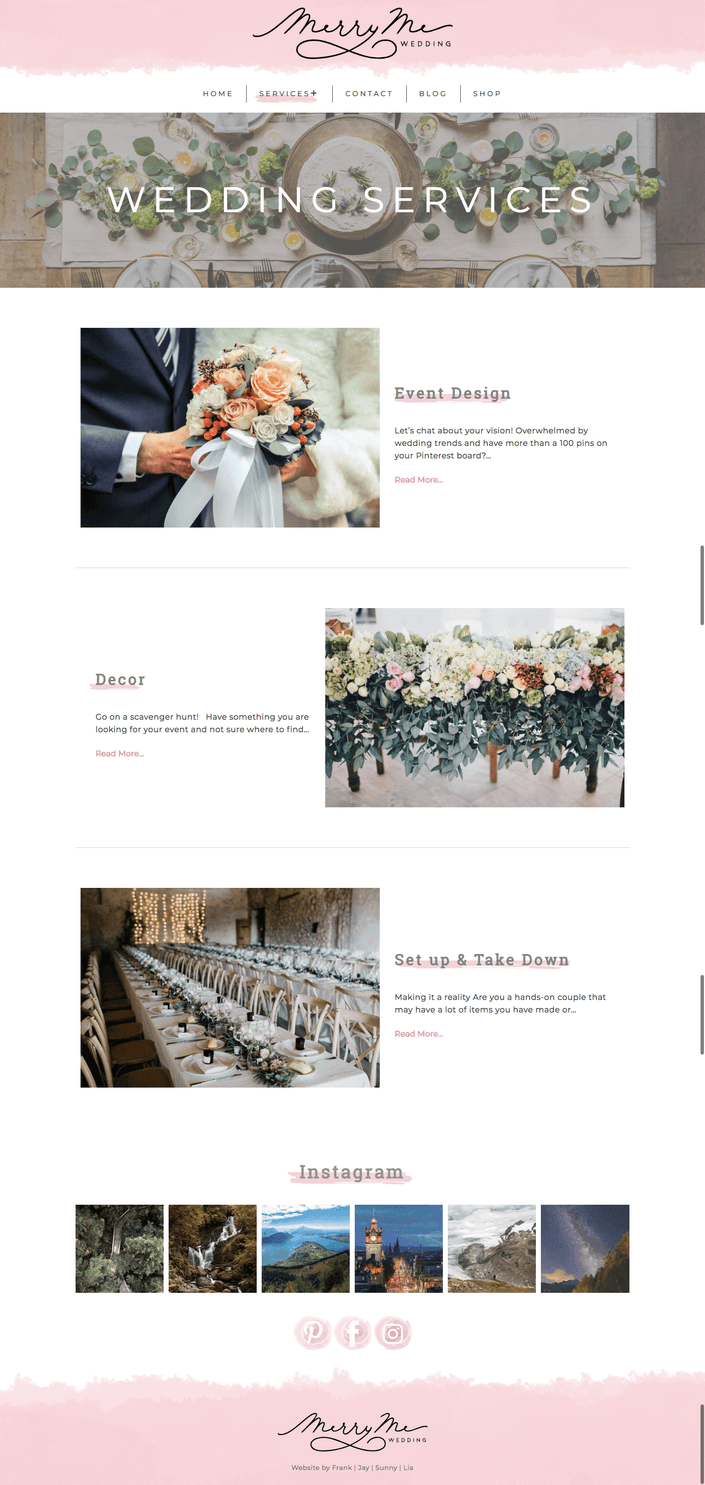 MerryMe
WEDDING
HOME
SERVICES+
CONTACT
BLOG
SHOP
WEDDING SERVICES
Event Design
Let's chat about your vision! Overwhelmed by
wedding trends and have more than a 100 pins on
your Pinterest board?...
Read More...
Decor
Go on a scavenger hunt!   Have something you are
looking for your event and not sure where to find...
Read More...
Set up & Take Down
Making it a reality Are you a hands-on couple that
may have a lot of items you have made or...
Read More...
Instagram
MerryMe
WEDDING
Website by Frank | Jay | Sunny | Lia